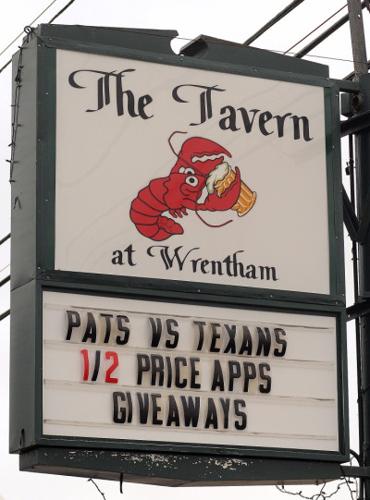 The Tavern
at Wrentham
PATS VS TEXANS
1/2 PRICE APPS
GIVEAWAYS